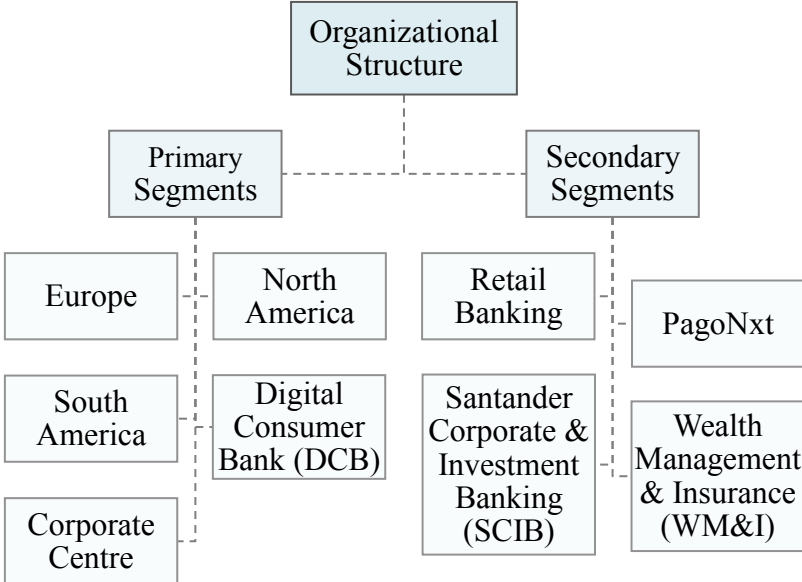 Organizational
Structure
Primary
Segments
Secondary
Segments
Europe
North
America
South
America
Digital
Consumer
Bank (DCB)
Corporate
Centre
Retail
Banking
PagoNxt
Santander
Corporate &
Investment
Banking
(SCIB)
Wealth
Management
& Insurance
(WM&I)